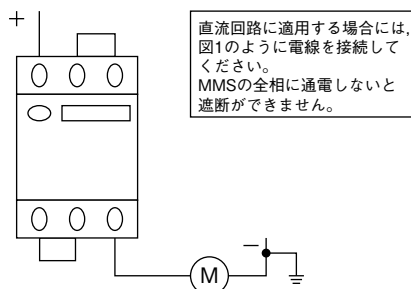 +
直流回路に適用する場合には,
図1のように電線を接続して
ください。
MMSの全相に通電しないと
遮断ができません。
−
M